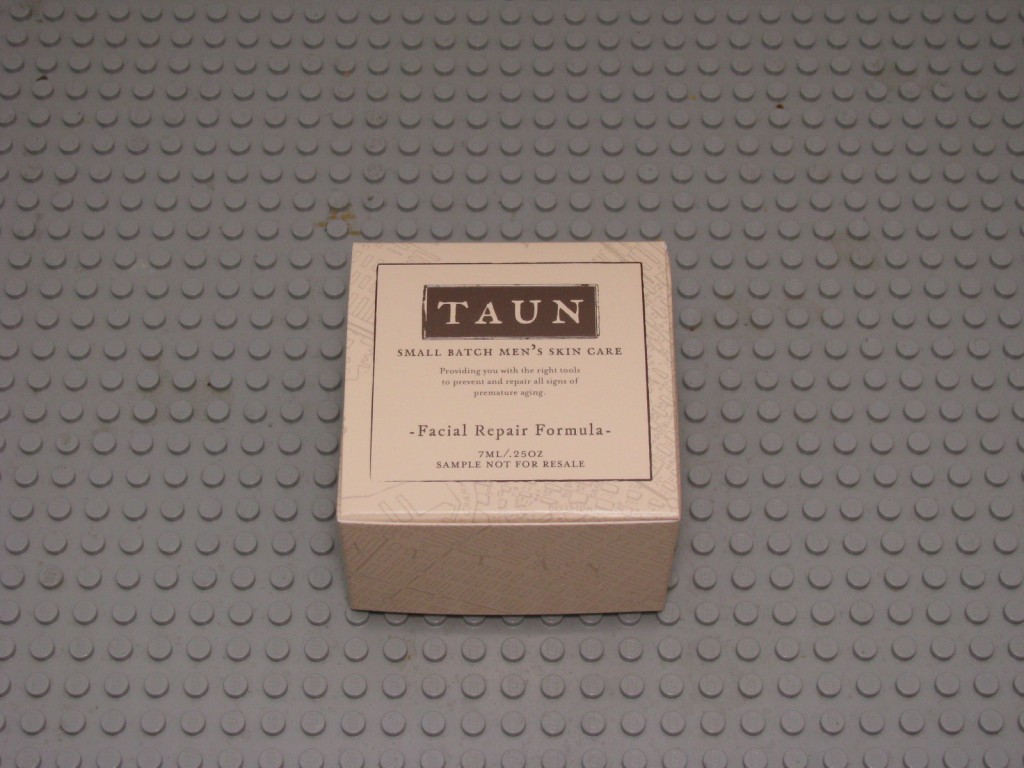 TAUN
SMALL BATCH MEN'S SKIN CARE
Providing you with the right tools
to prevent and repair all signs of
premature aging.
-Facial Repair Formula-
7ML/.25OZ
SAMPLE NOT FOR RESALE